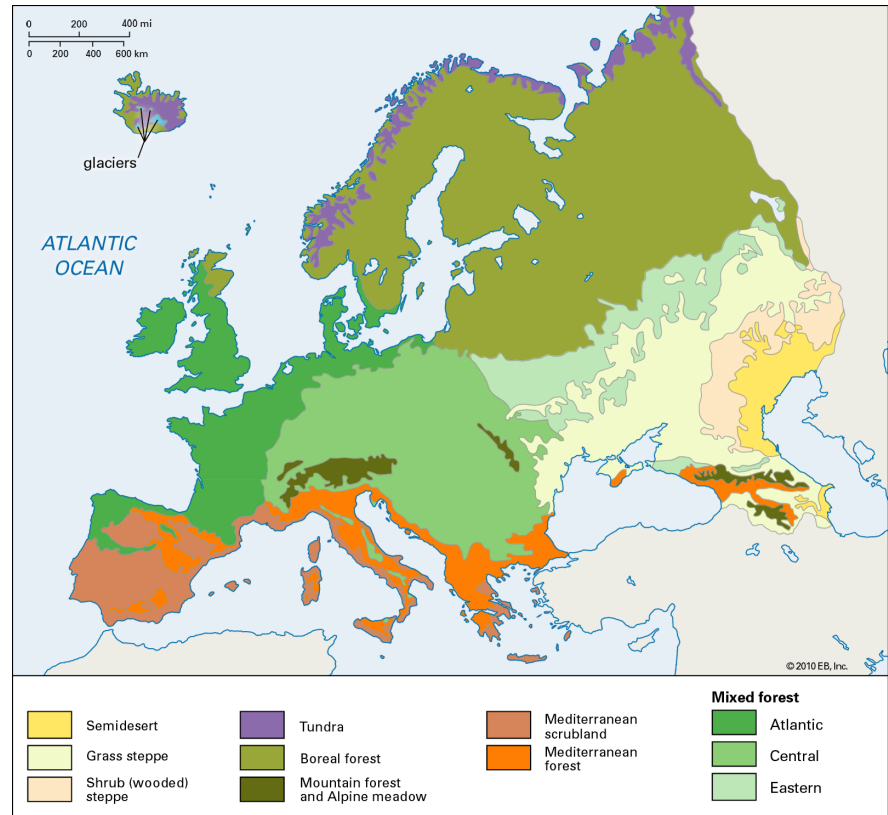 0 200 400 mi
0 200 400 600 km
glaciers
ATLANTIC
OCEAN
© 2010 EB, Inc.
Semidesert
Grass steppe
Shrub (wooded)
steppe
Tundra
Boreal forest
Mountain forest
and Alpine meadow
Mediterranean
scrubland
Mediterranean
forest
Mixed forest
Atlantic
Central
Eastern